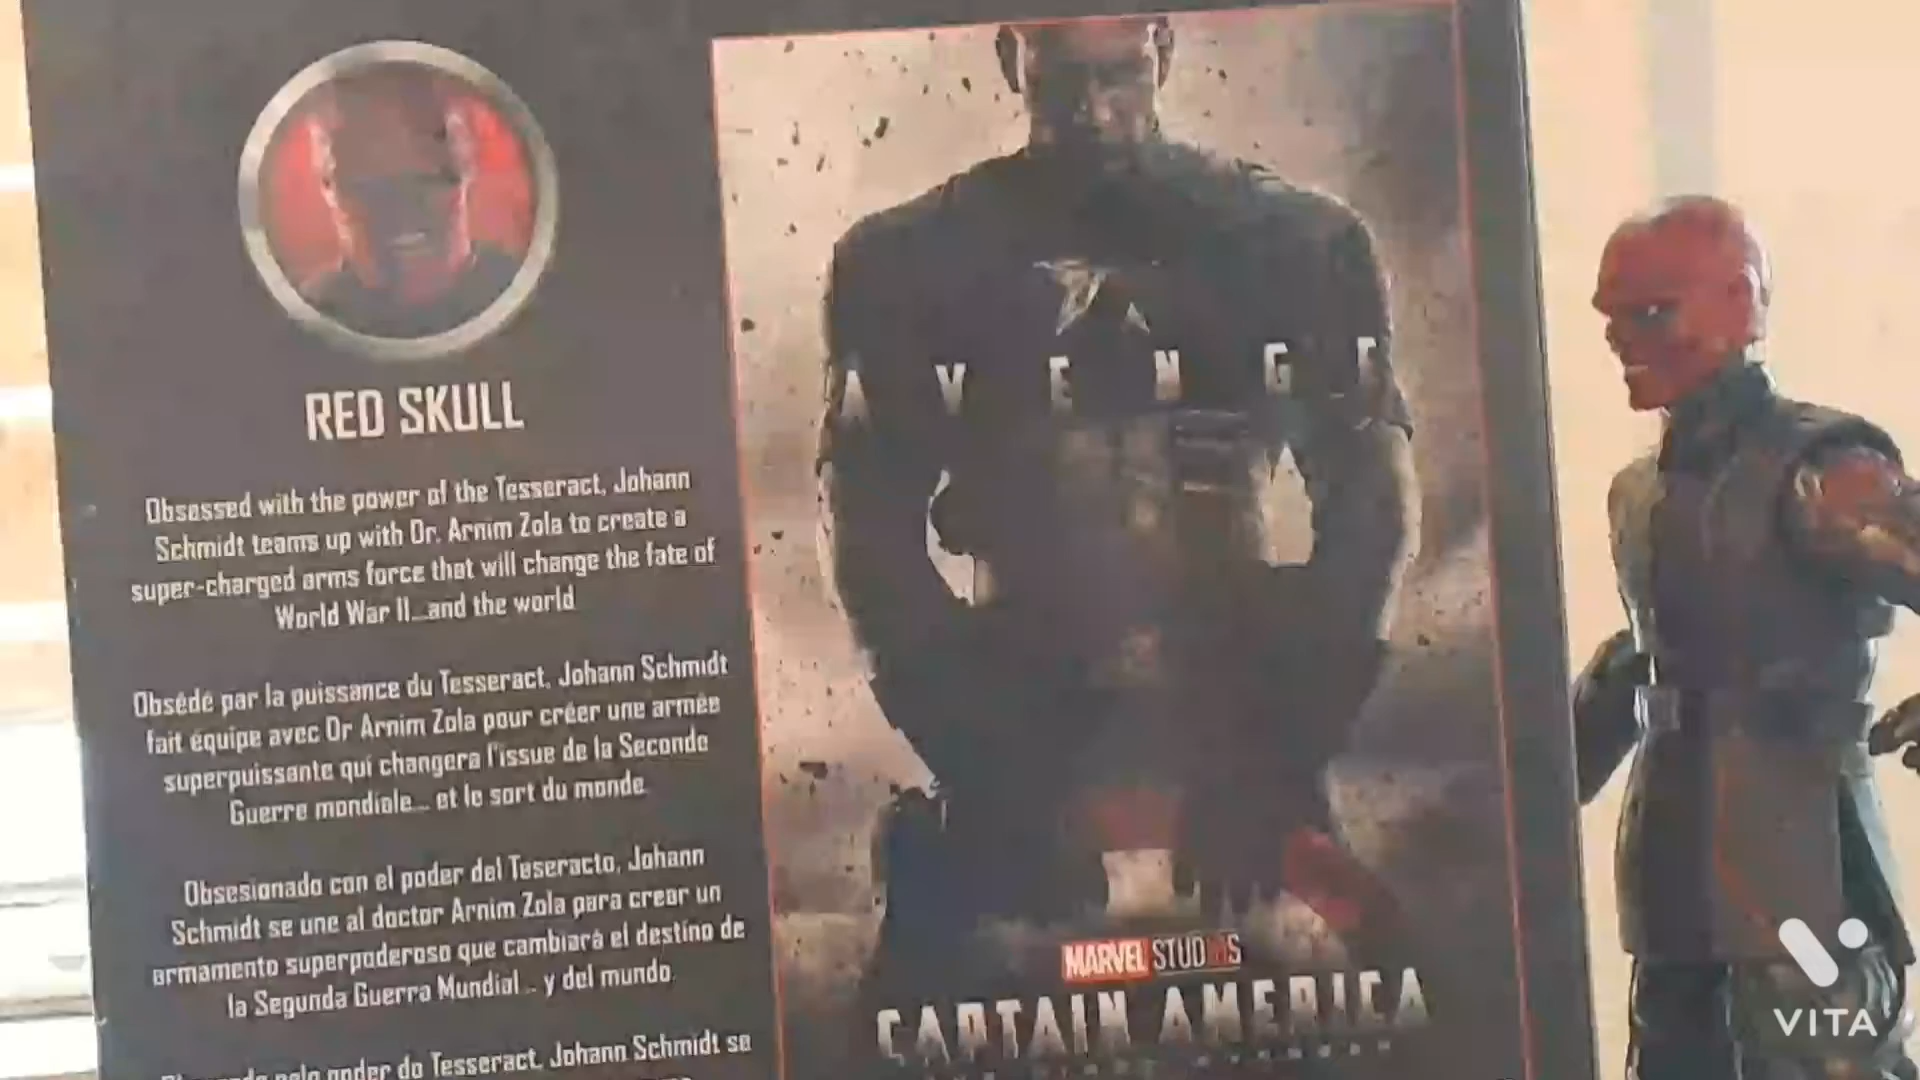 RED SKULL
Obsessed with the power of the Tesseract, Johann
Schmidt teams up with Dr. Arnim Zola to create a
super-charged arms force that will change the fate of
World War II...and the world
Obsédé par la puissance du Tesseract, Johann Schmidt
fait équipe avec Dr Arnim Zola pour créer une armée
superpuissante qui changera l'issue de la Seconde
Guerre mondiale... et le sort du monde.
Obsesionado con el poder del Teseracto, Johann
Schmidt se une al doctor Arnim Zola para crear un
armamento superpoderoso que cambiará el destino de
la Segunda Guerra Mundial... y del mundo.
do Tesseract, Johann Schmidt se
AVENGE
MARVEL STUDIOS
CAPTAIN AMERICA
VITA